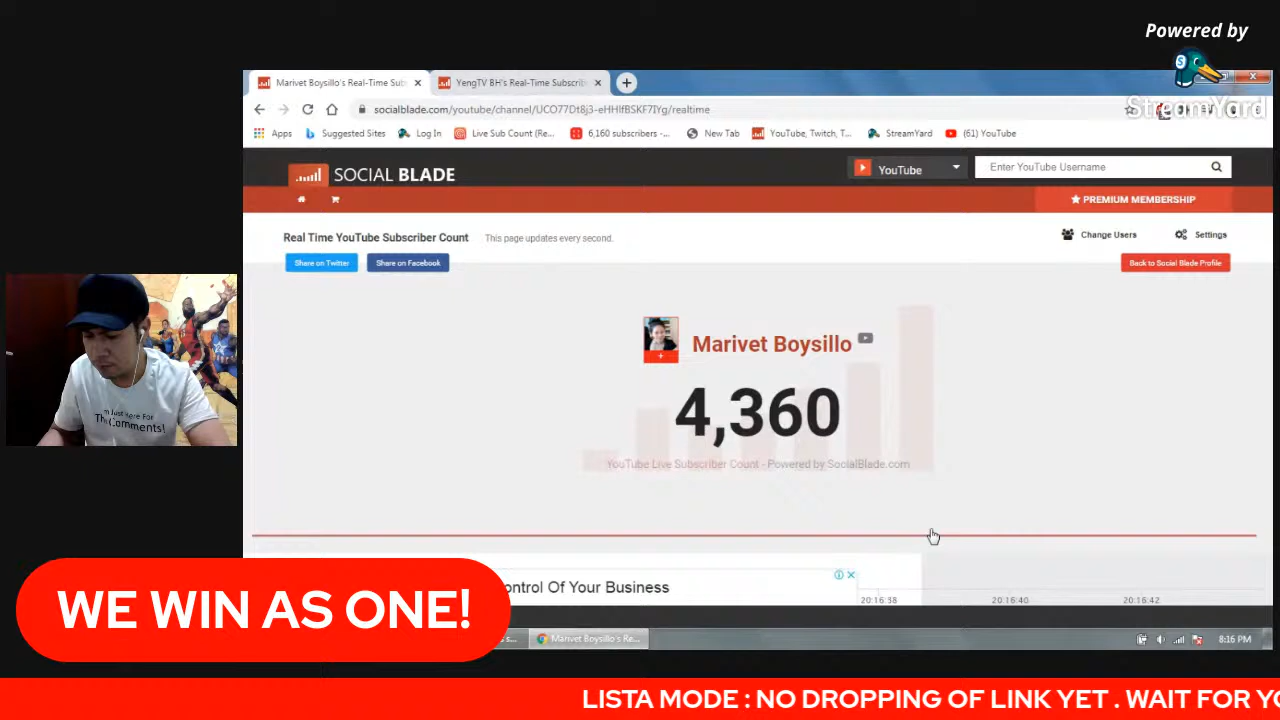 Powered by
StreamYard
Marivet Boysillo's Real-Time Sub
YengTV BH's Real-Time Subscrib
socialblade.com/youtube/channel/UCO77Dt8j3-eHHlfBSKF7IYg/realtime
Apps
Suggested Sites
Log In
Live Sub Count (Re...
6,160 subscribers -...
New Tab
YouTube, Twitch, T...
StreamYard
(61) YouTube
SOCIAL BLADE
YouTube
Enter YouTube Username
PREMIUM MEMBERSHIP
Real Time YouTube Subscriber Count
This page updates every second.
Change Users
Settings
Share on Twitter
Share on Facebook
Back to Social Blade Profile
Marivet Boysillo
4,360
YouTube Live Subscriber Count - Powered by SocialBlade.com
I'm Just Here For
The Comments!
ontrol Of Your Business
20:16:38
20:16:40
20:16:42
WE WIN AS ONE!
Marivet Boysillo's Re...
8:16 PM
LISTA MODE : NO DROPPING OF LINK YET . WAIT FOR YO